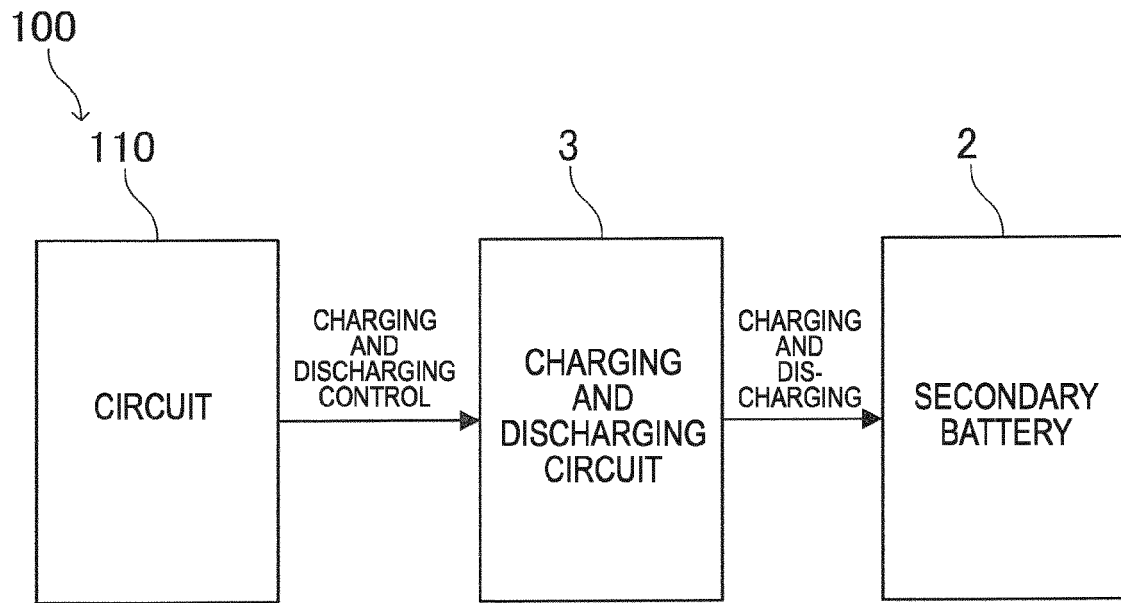 100
110
3
2
CIRCUIT
CHARGING
AND
DISCHARGING
CONTROL
CHARGING
AND
DISCHARGING
CIRCUIT
CHARGING
AND
DIS-
CHARGING
SECONDARY
BATTERY